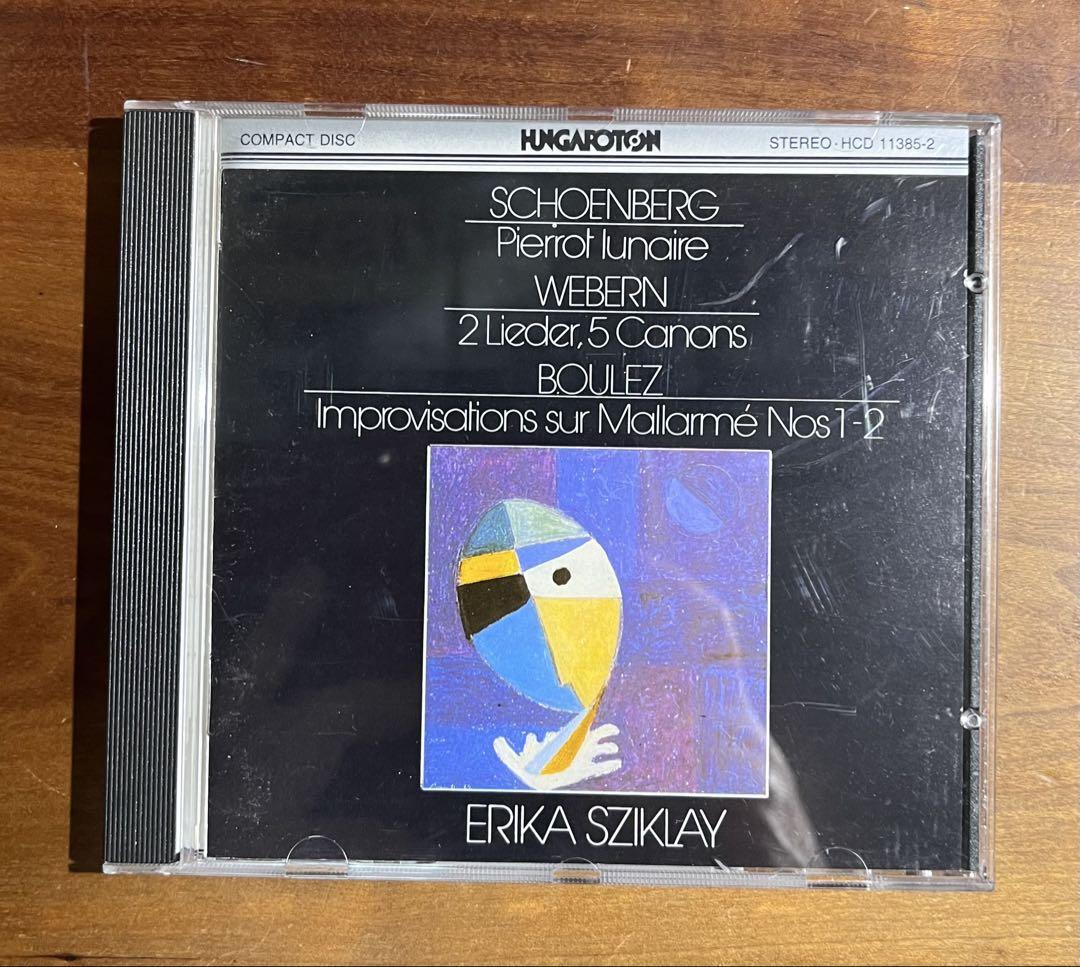 COMPACT DISC HUNGAROTON STEREO · HCD 11385-2
SCHOENBERG
Pierrot lunaire
WEBERN
2 Lieder, 5 Canons
BOULEZ
Improvisations sur Mallarmé Nos 1-2
ERIKA SZIKLAY